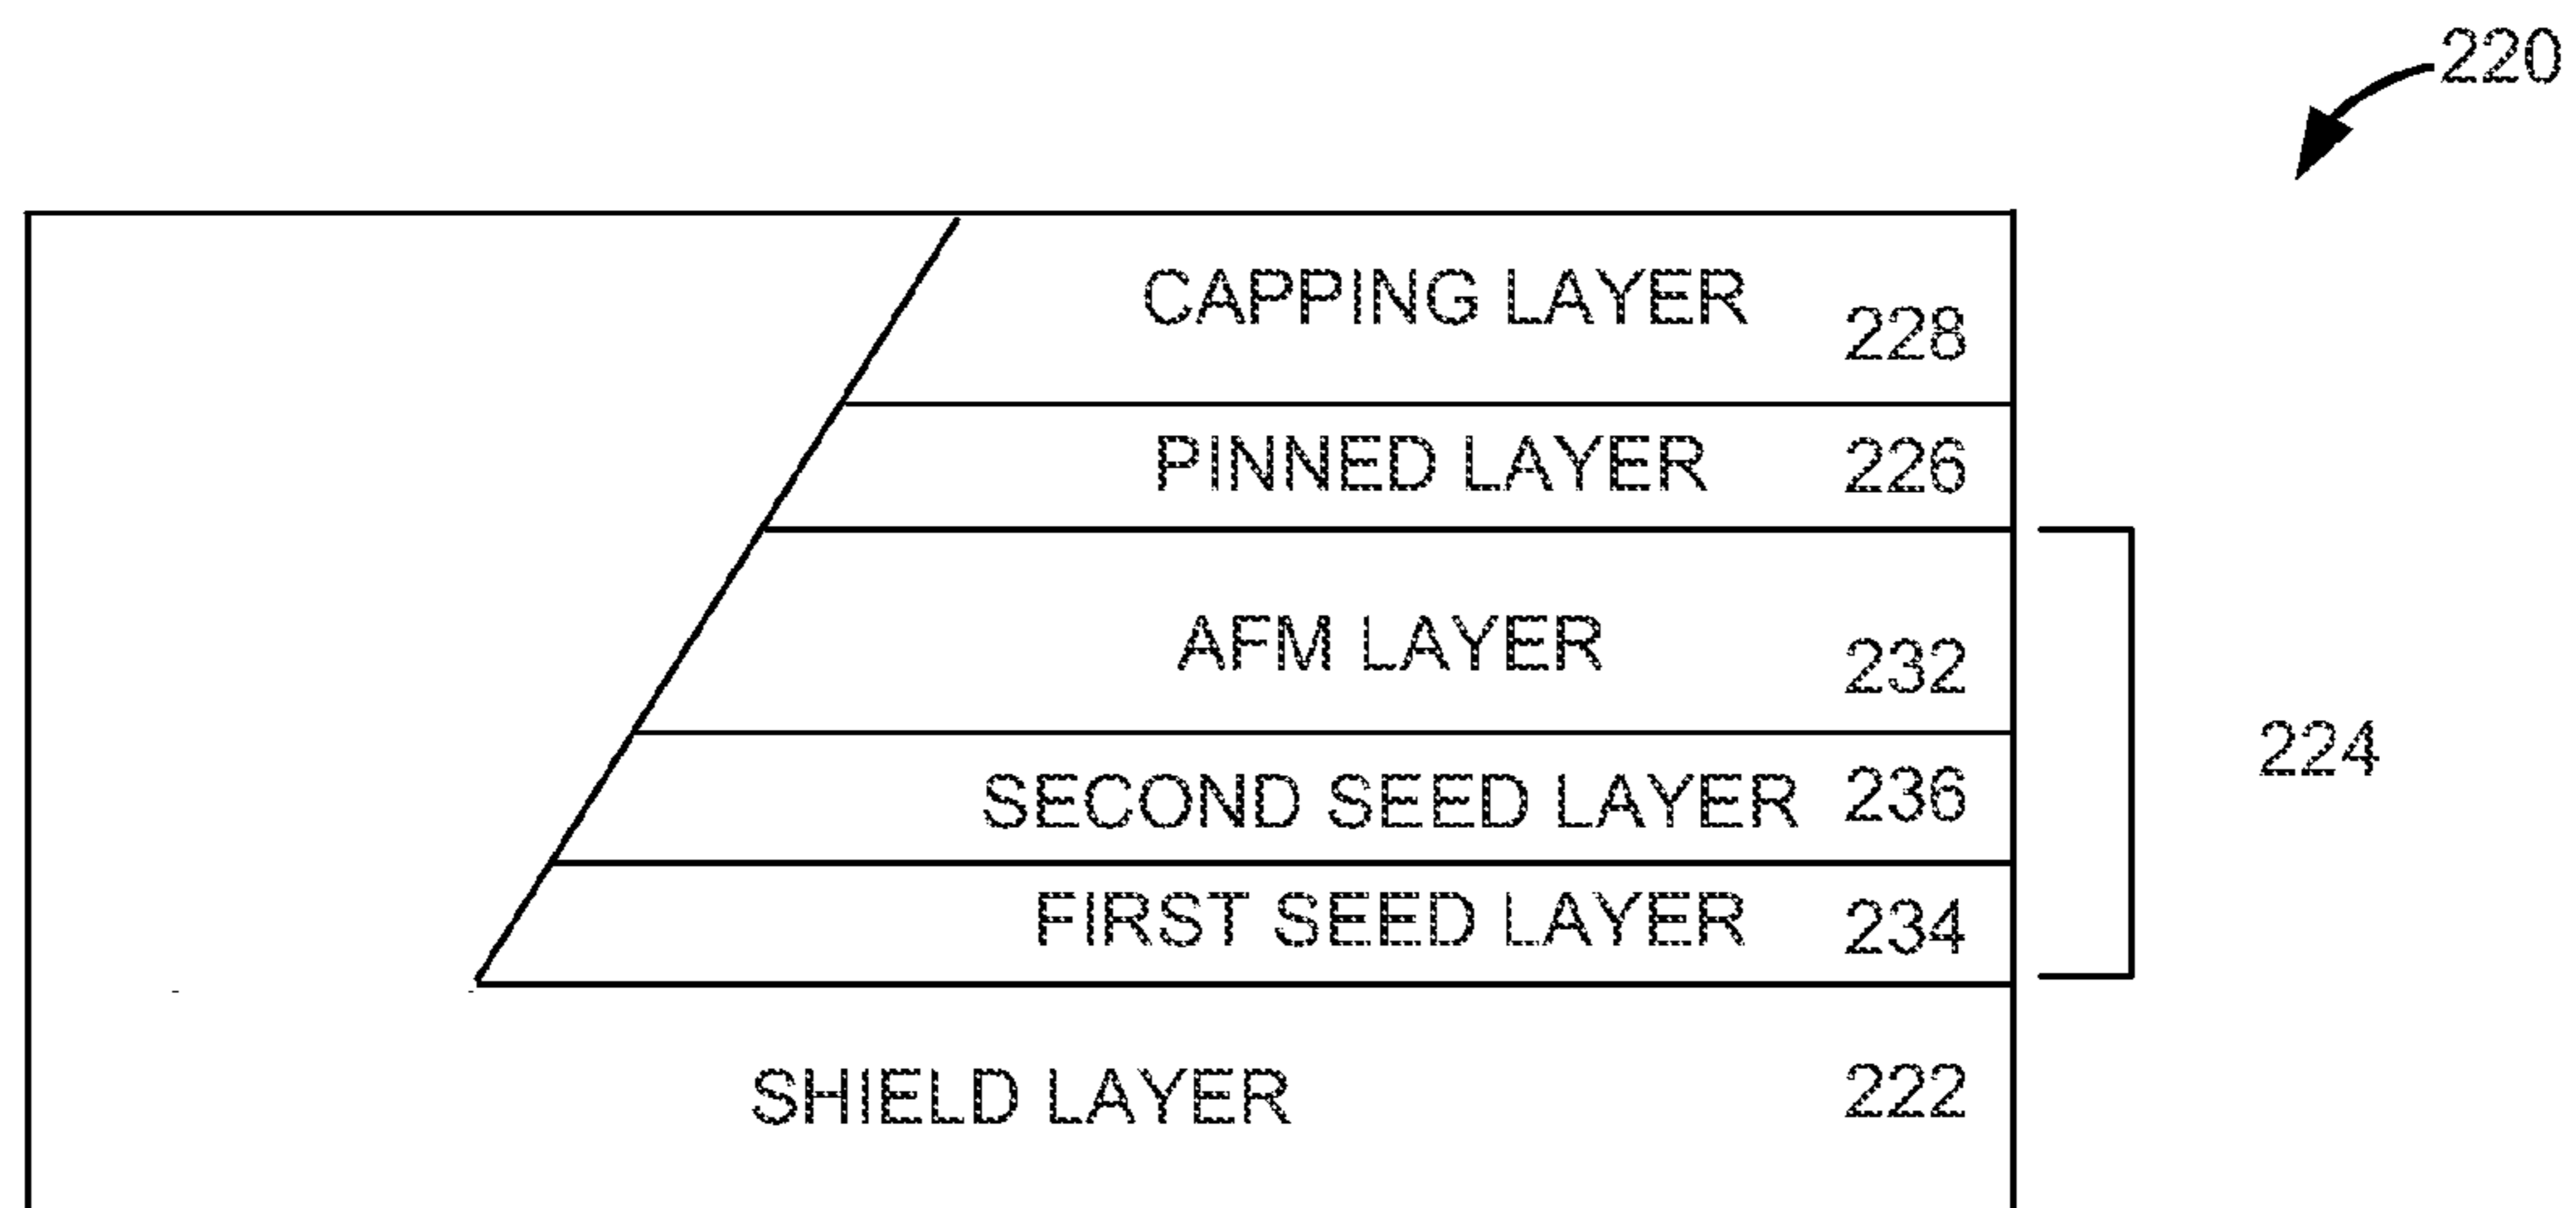 220
CAPPING LAYER 228
PINNED LAYER 226
AFM LAYER 232
224
SECOND SEED LAYER 236
FIRST SEED LAYER 234
SHIELD LAYER 222